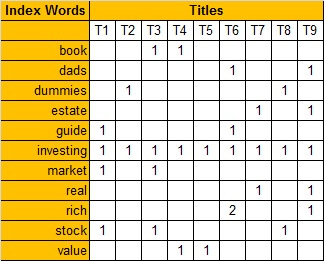 Index Words Titles
T1 T2 T3 T4 T5 T6 T7 T8 T9
book 1 1
dads 1 1
dummies 1 1
estate 1 1
guide 1 1
investing 1 1 1 1 1 1 1 1 1
market 1 1
real 1 1
rich 2 1
stock 1 1 1
value 1 1